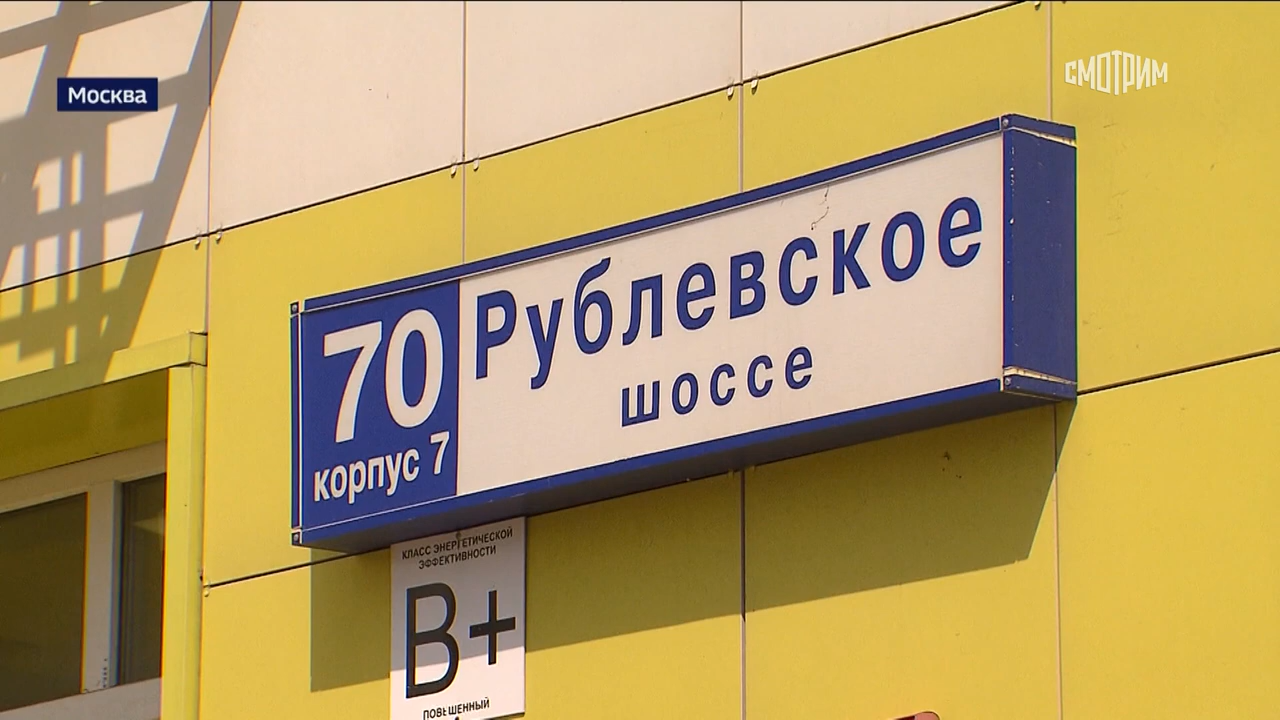 Москва
СМОТРИМ
70
корпус 7
Рублевское
шоссе
КЛАСС ЭНЕРГЕТИЧЕСКОЙ
ЭФФЕКТИВНОСТИ
B+
ПОВЫШЕННЫЙ